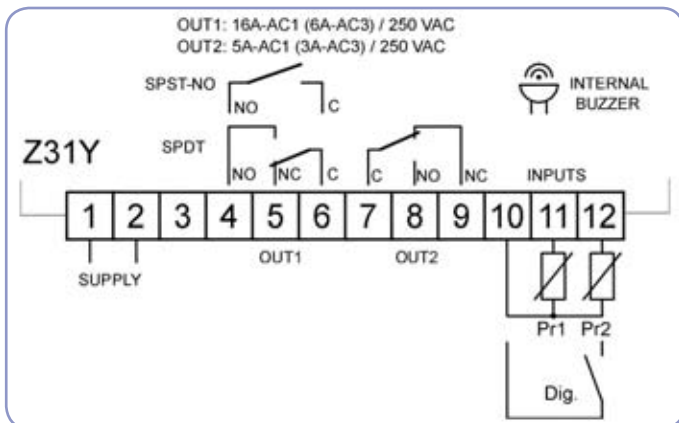 OUT1: 16A-AC1 (6A-AC3) / 250 VAC
OUT2: 5A-AC1 (3A-AC3) / 250 VAC
SPST-NO
NO C
INTERNAL
BUZZER
Z31Y
SPDT
NO NC C C NO NC INPUTS
1 2 3 4 5 6 7 8 9 10 11 12
SUPPLY OUT1 OUT2
Pr1 Pr2
Dig.